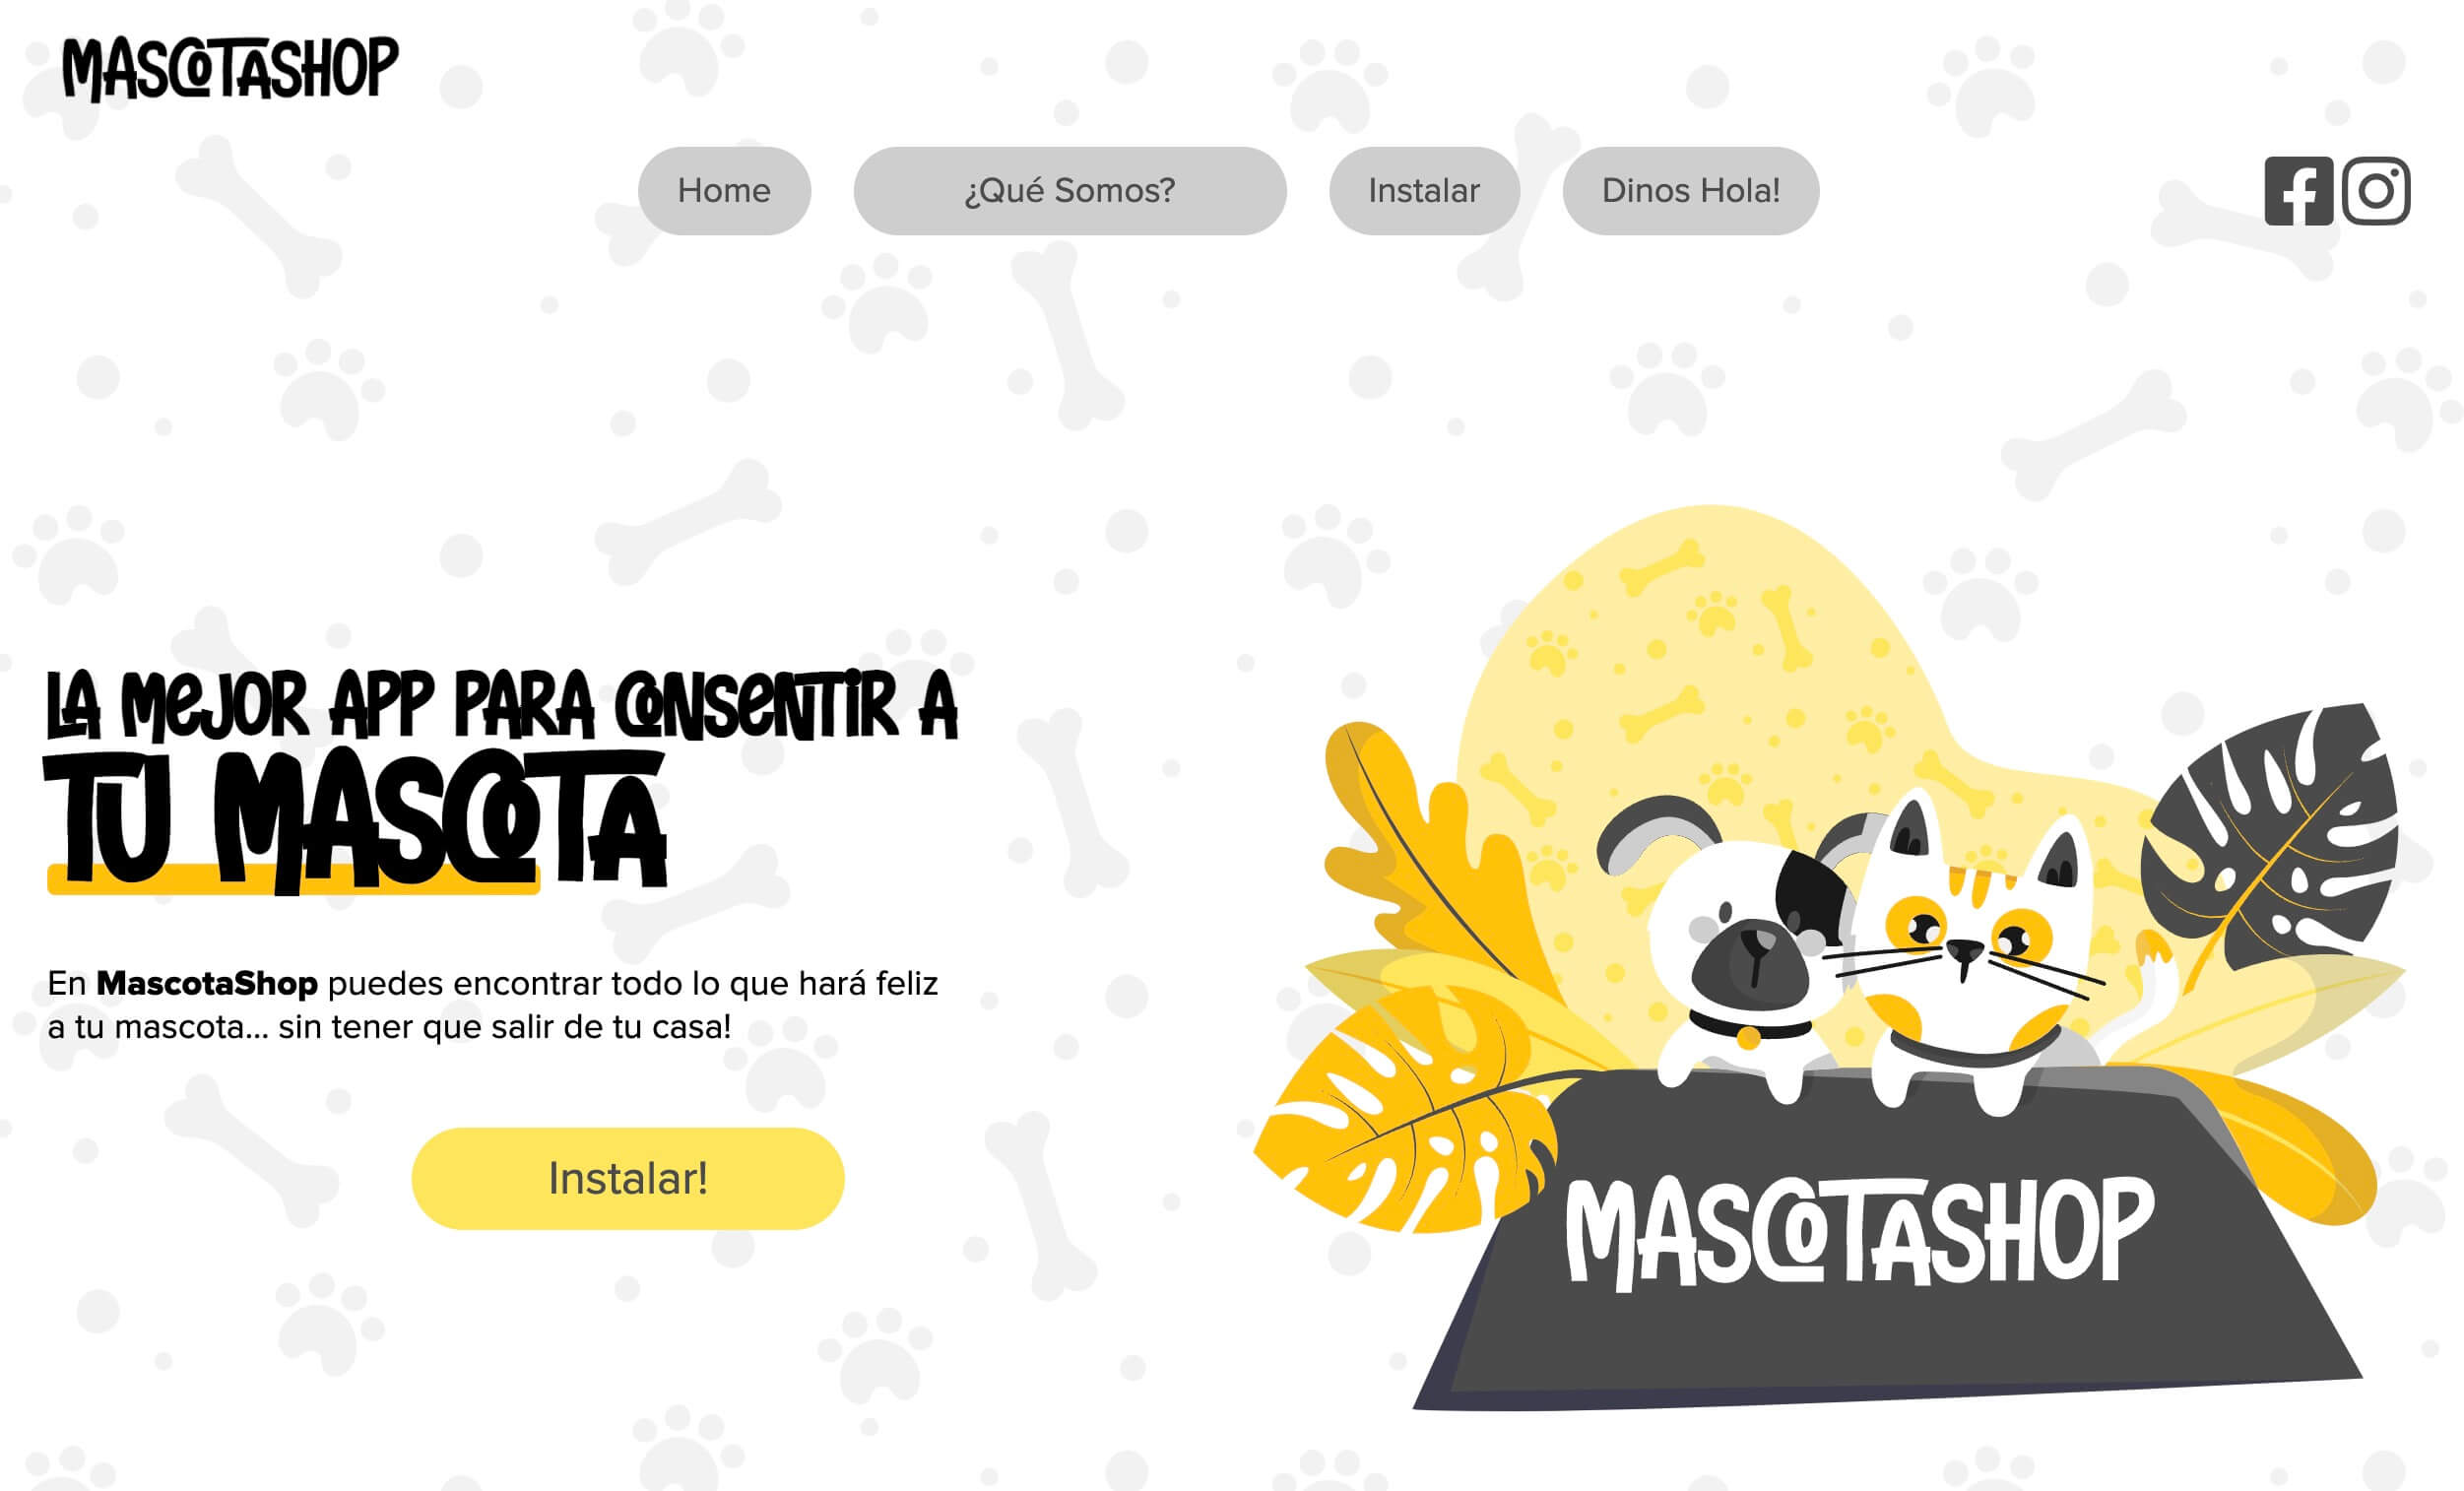 MASCOTASHOP
Home
¿Qué Somos?
Instalar
Dinos Hola!
LA MeJOR APP PARA CONSeNTiR A
TU MASCOTA
En MascotaShop puedes encontrar todo lo que hará feliz
a tu mascota... sin tener que salir de tu casa!
Instalar!
MASCOTASHOP